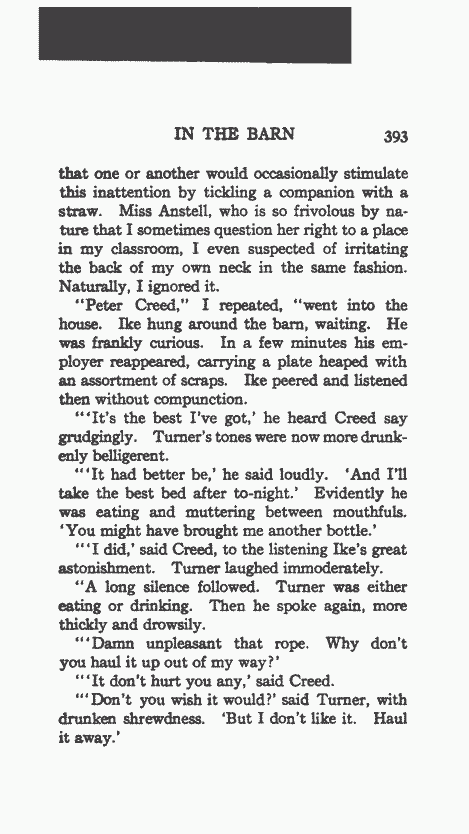 IN THE BARN 393
that one or another would occasionally stimulate
this inattention by tickling a companion with a
straw. Miss Anstell, who is so frivolous by na-
ture that I sometimes question her right to a place
in my classroom, I even suspected of irritating
the back of my own neck in the same fashion.
Naturally, I ignored it.
"Peter Creed," I repeated, "went into the
house. Ike hung around the barn, waiting. He
was frankly curious. In a few minutes his em-
ployer reappeared, carrying a plate heaped with
an assortment of scraps. Ike peered and listened
then without compunction.
"'It's the best I've got,' he heard Creed say
grudgingly. Turner's tones were now more drunk-
enly belligerent.
"'It had better be,' he said loudly. 'And I'll
take the best bed after to-night.' Evidently he
was eating and muttering between mouthfuls.
'You might have brought me another bottle.'
"'I did,' said Creed, to the listening Ike's great
astonishment. Turner laughed immoderately.
"A long silence followed. Turner was either
eating or drinking. Then he spoke again, more
thickly and drowsily.
"'Damn unpleasant that rope. Why don't
you haul it up out of my way?'
"'It don't hurt you any,' said Creed.
"'Don't you wish it would?' said Turner, with
drunken shrewdness. 'But I don't like it. Haul
it away.'